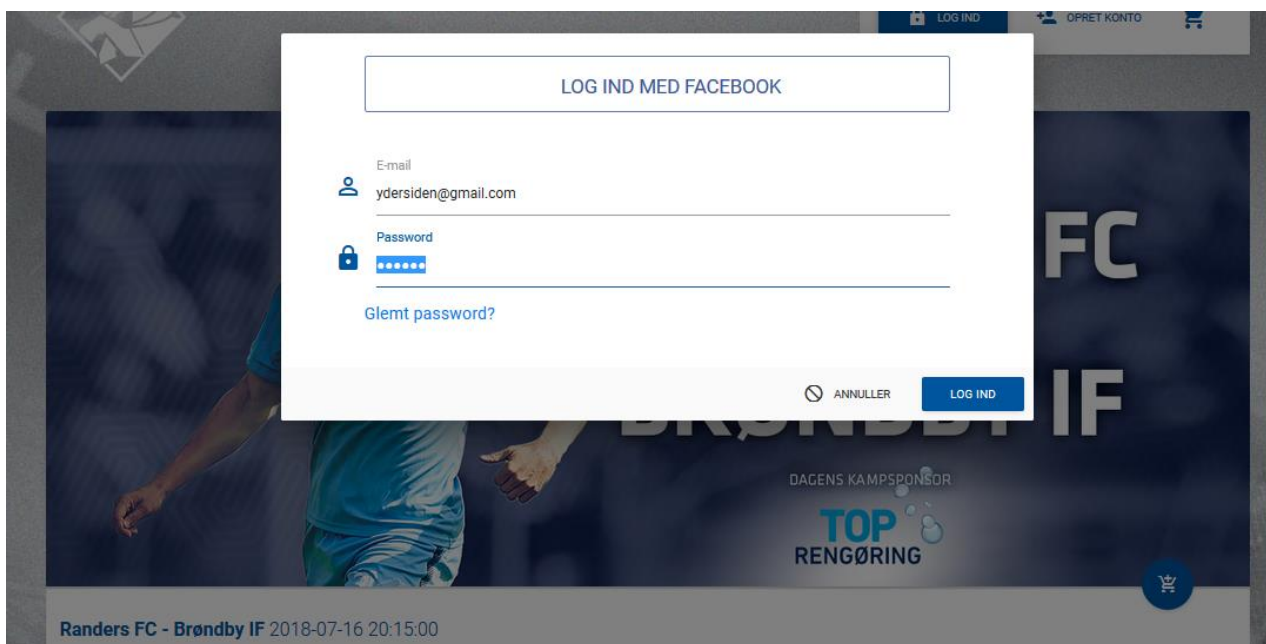 LOG IND
OPRET KONTO
LOG IND MED FACEBOOK
E-mail
ydersiden@gmail.com
Password
••••••
Glemt password?
ANNULLER
LOG IND
FC
BRØNDBY IF
DAGENS KAMPSPONSOR
TOP
RENGØRING
Randers FC - Brøndby IF 2018-07-16 20:15:00